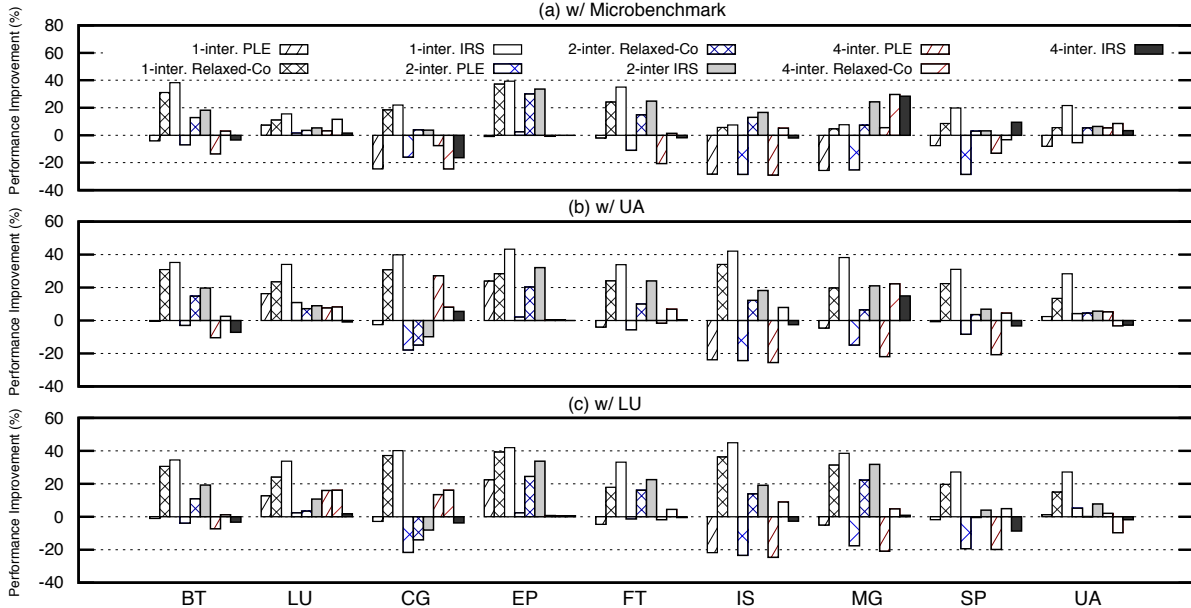 (a) w/ Microbenchmark
Performance Improvement (%)
80
60
40
20
0
-20
-40
1-inter. PLE
1-inter. Relaxed-Co
1-inter. IRS
2-inter. PLE
2-inter. Relaxed-Co
2-inter IRS
4-inter. PLE
4-inter. Relaxed-Co
4-inter. IRS
(b) w/ UA
Performance Improvement (%)
60
40
20
0
-20
-40
(c) w/ LU
Performance Improvement (%)
60
40
20
0
-20
-40
BT LU CG EP FT IS MG SP UA